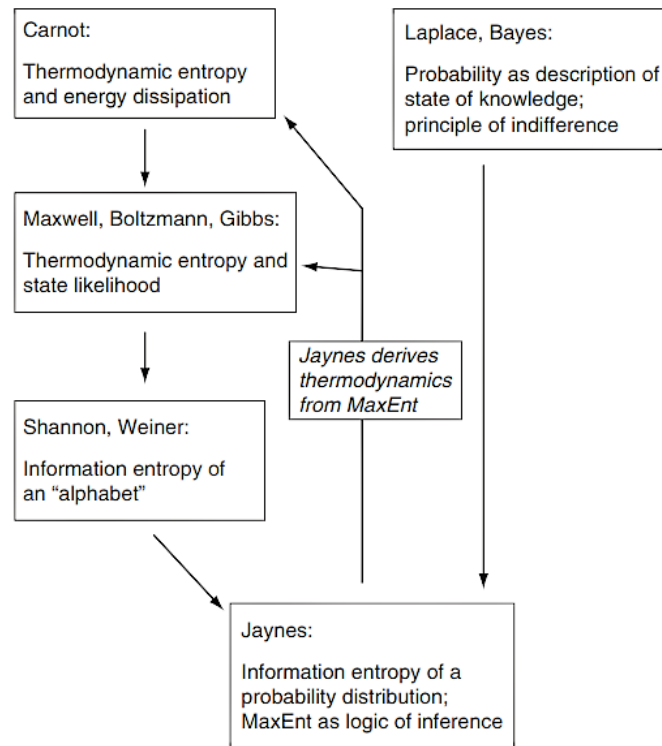 Carnot:
Thermodynamic entropy
and energy dissipation
Laplace, Bayes:
Probability as description of
state of knowledge;
principle of indifference
Maxwell, Boltzmann, Gibbs:
Thermodynamic entropy and
state likelihood
Jaynes derives
thermodynamics
from MaxEnt
Shannon, Weiner:
Information entropy of
an “alphabet”
Jaynes:
Information entropy of a
probability distribution;
MaxEnt as logic of inference